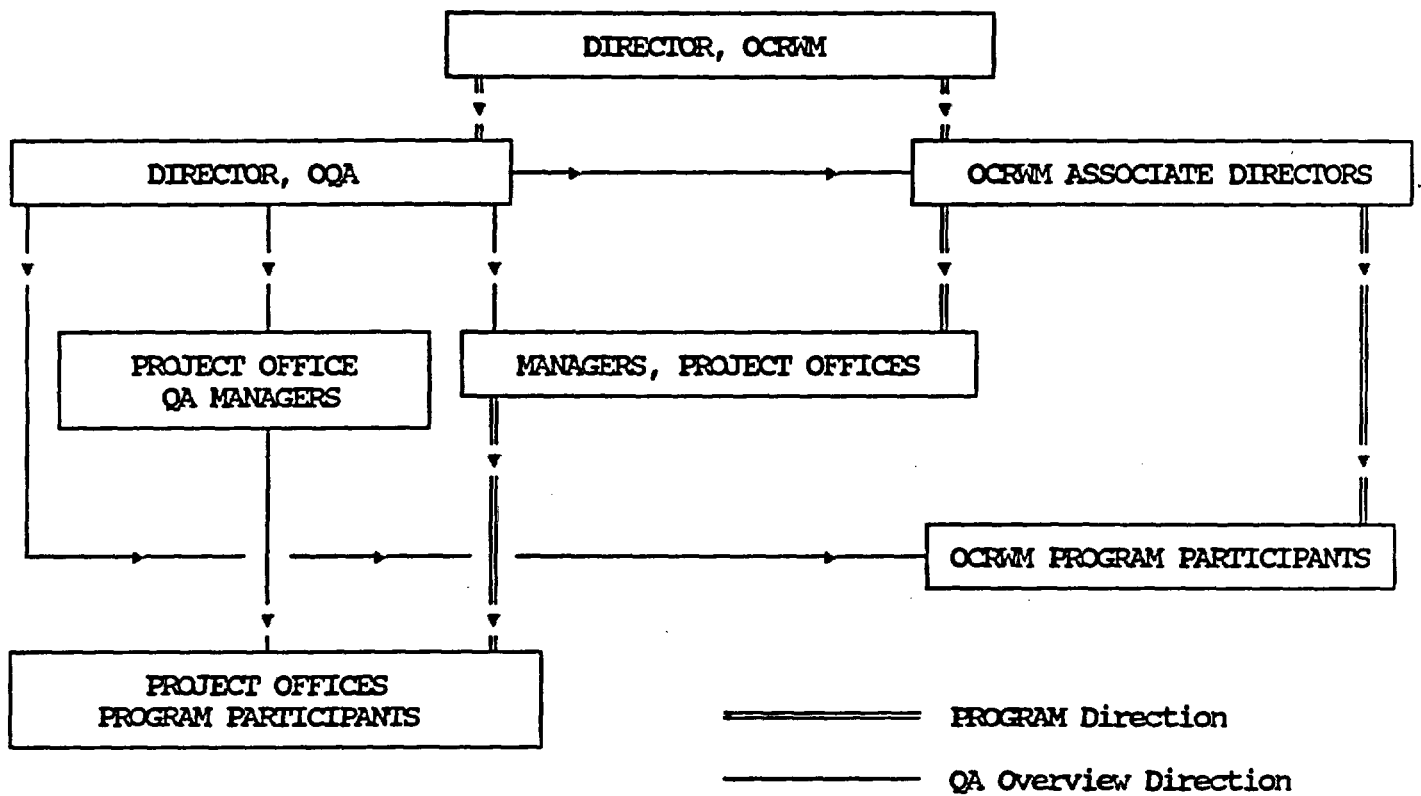 DIRECTOR, OCRWM
DIRECTOR, OQA
OCRWM ASSOCIATE DIRECTORS
PROJECT OFFICE
QA MANAGERS
MANAGERS, PROJECT OFFICES
OCRWM PROGRAM PARTICIPANTS
PROJECT OFFICES
PROGRAM PARTICIPANTS
PROGRAM Direction
QA Overview Direction